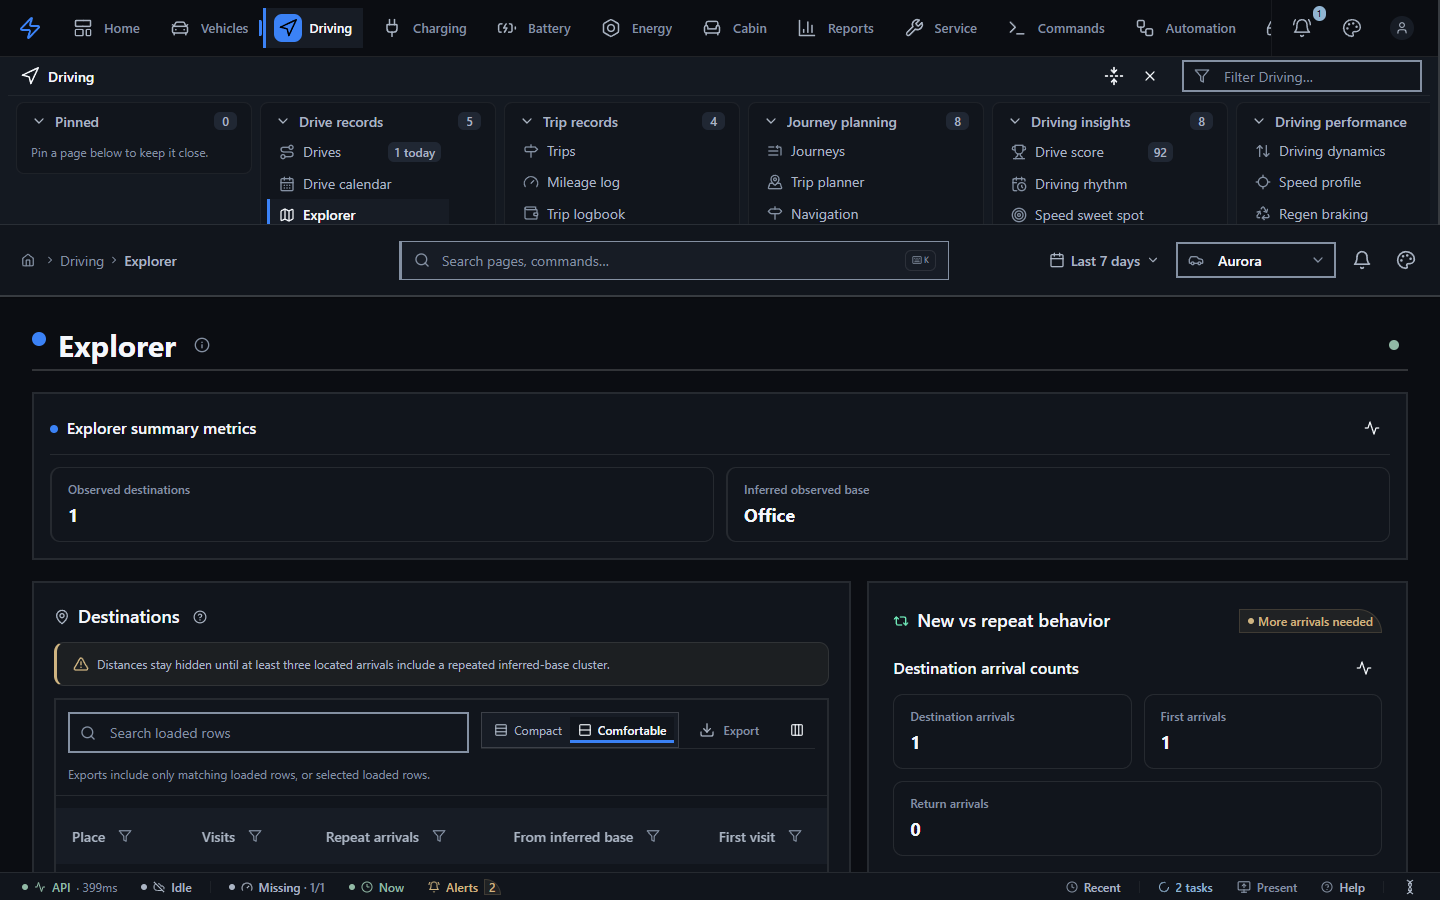 Home
Vehicles
Driving
Charging
Battery
Energy
Cabin
Reports
Service
Commands
Automation
1
Driving
Filter Driving...
Pinned 0
Pin a page below to keep it close.
Drive records 5
Drives 1 today
Drive calendar
Explorer
Trip records 4
Trips
Mileage log
Trip logbook
Journey planning 8
Journeys
Trip planner
Navigation
Driving insights 8
Drive score 92
Driving rhythm
Speed sweet spot
Driving performance
Driving dynamics
Speed profile
Regen braking
Driving
Explorer
Search pages, commands...
K
Last 7 days
Aurora
Explorer
Explorer summary metrics
Observed destinations
1
Inferred observed base
Office
Destinations
Distances stay hidden until at least three located arrivals include a repeated inferred-base cluster.
Search loaded rows
Compact
Comfortable
Export
Exports include only matching loaded rows, or selected loaded rows.
Place
Visits
Repeat arrivals
From inferred base
First visit
New vs repeat behavior
More arrivals needed
Destination arrival counts
Destination arrivals
1
First arrivals
1
Return arrivals
0
API · 399ms
Idle
Missing · 1/1
Now
Alerts 2
Recent
2 tasks
Present
Help